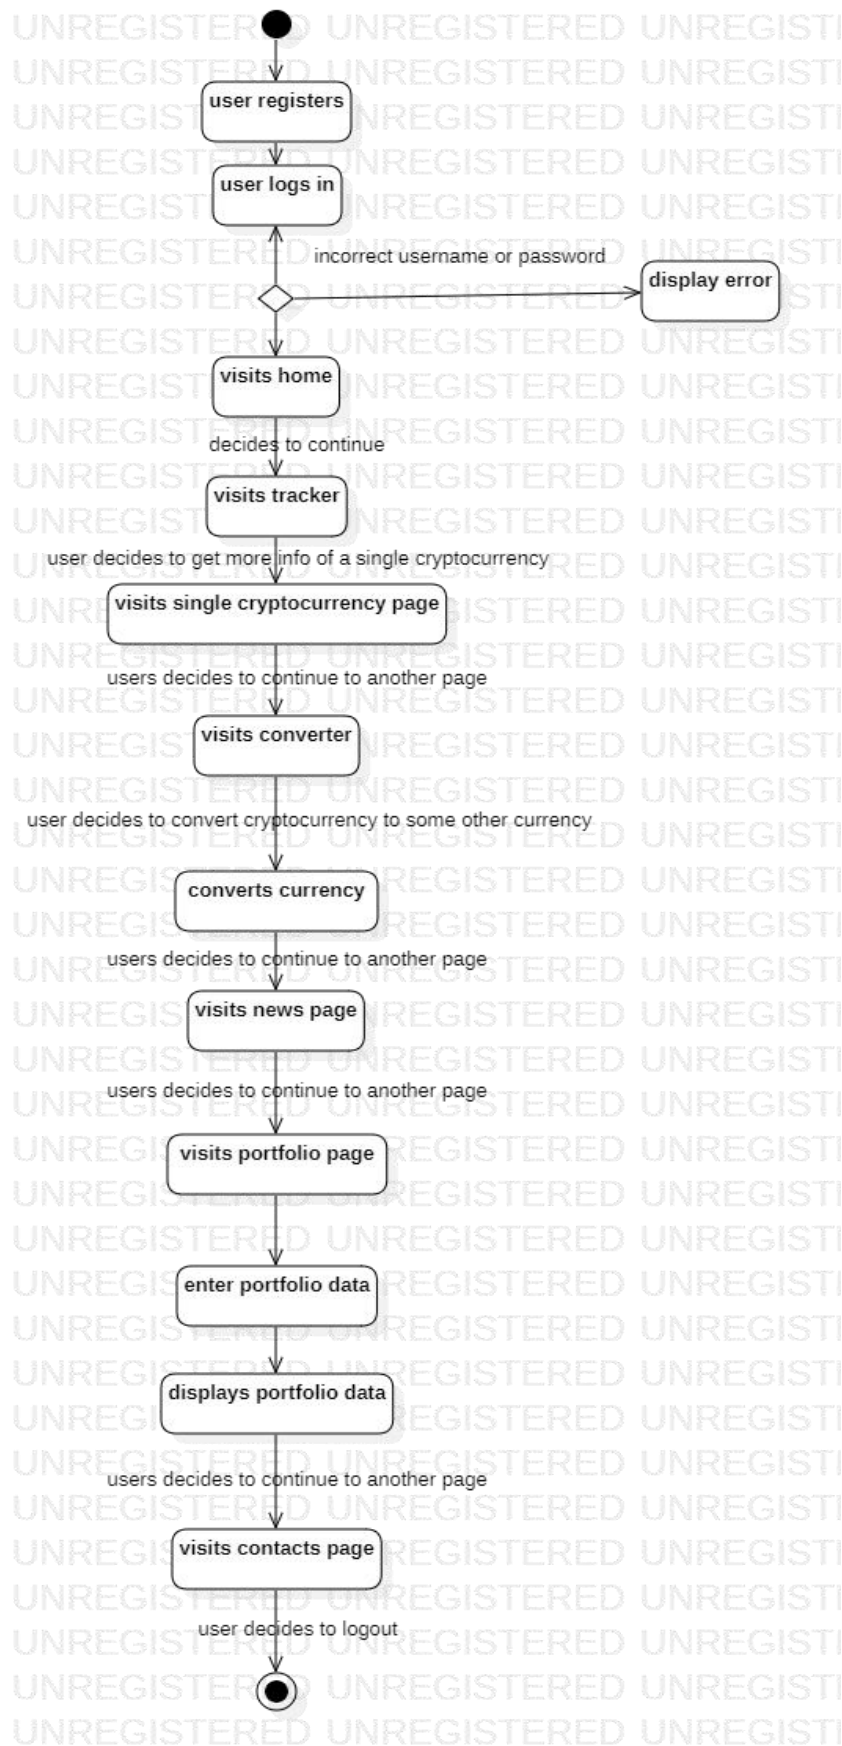 user registers
user logs in
incorrect username or password
display error
visits home
decides to continue
visits tracker
user decides to get more info of a single cryptocurrency
visits single cryptocurrency page
users decides to continue to another page
visits converter
user decides to convert cryptocurrency to some other currency
converts currency
users decides to continue to another page
visits news page
users decides to continue to another page
visits portfolio page
enter portfolio data
displays portfolio data
users decides to continue to another page
visits contacts page
user decides to logout
UNREGISTERED